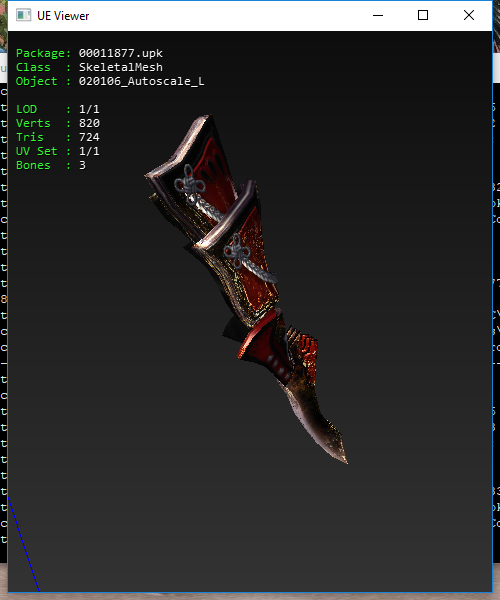 UE Viewer
Package: 00011877.upk
Class : SkeletalMesh
Object : 020106_Autoscale_L
LOD : 1/1
Verts : 820
Tris : 724
UV Set : 1/1
Bones : 3